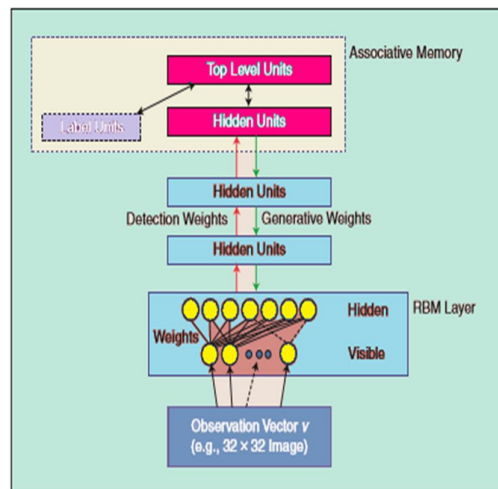 Associative Memory
Top Level Units
Label Units
Hidden Units
Hidden Units
Detection Weights
Generative Weights
Hidden Units
RBM Layer
Hidden
Weights
Visible
Observation Vector v
(e.g., 32 × 32 Image)